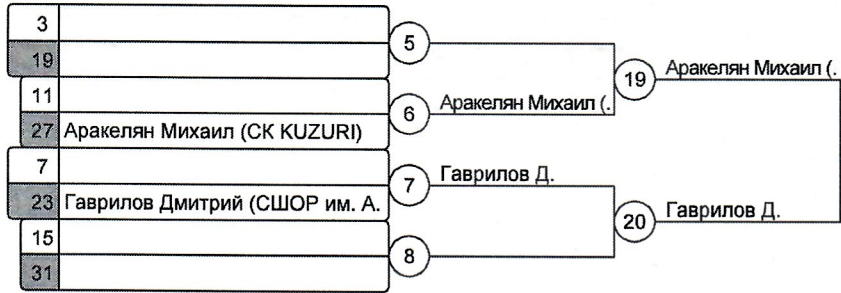 3
19
5
11
27 Аракелян Михаил (СК KUZURI)
6
Аракелян Михаил (.
19
Аракелян Михаил (.
7
23 Гаврилов Дмитрий (СШОР им. А.
7
Гаврилов Д.
15
31
8
20
Гаврилов Д.